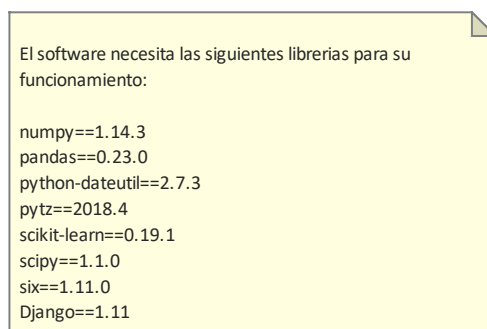 El software necesita las siguientes librerias para su
funcionamiento:
numpy==1.14.3
pandas==0.23.0
python-dateutil==2.7.3
pytz==2018.4
scikit-learn==0.19.1
scipy==1.1.0
six==1.11.0
Django==1.11